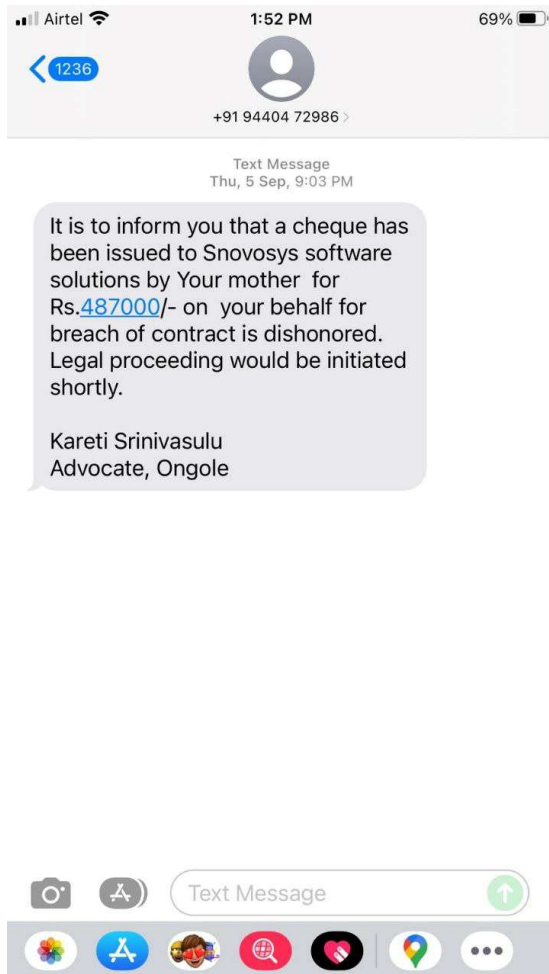 Airtel
1:52 PM
69%
1236
+91 94404 72986
Text Message
Thu, 5 Sep, 9:03 PM
It is to inform you that a cheque has
been issued to Snovosys software
solutions by Your mother  for
Rs.487000/- on  your behalf for
breach of contract is dishonored.
Legal proceeding would be initiated
shortly.
Kareti Srinivasulu
Advocate, Ongole
Text Message